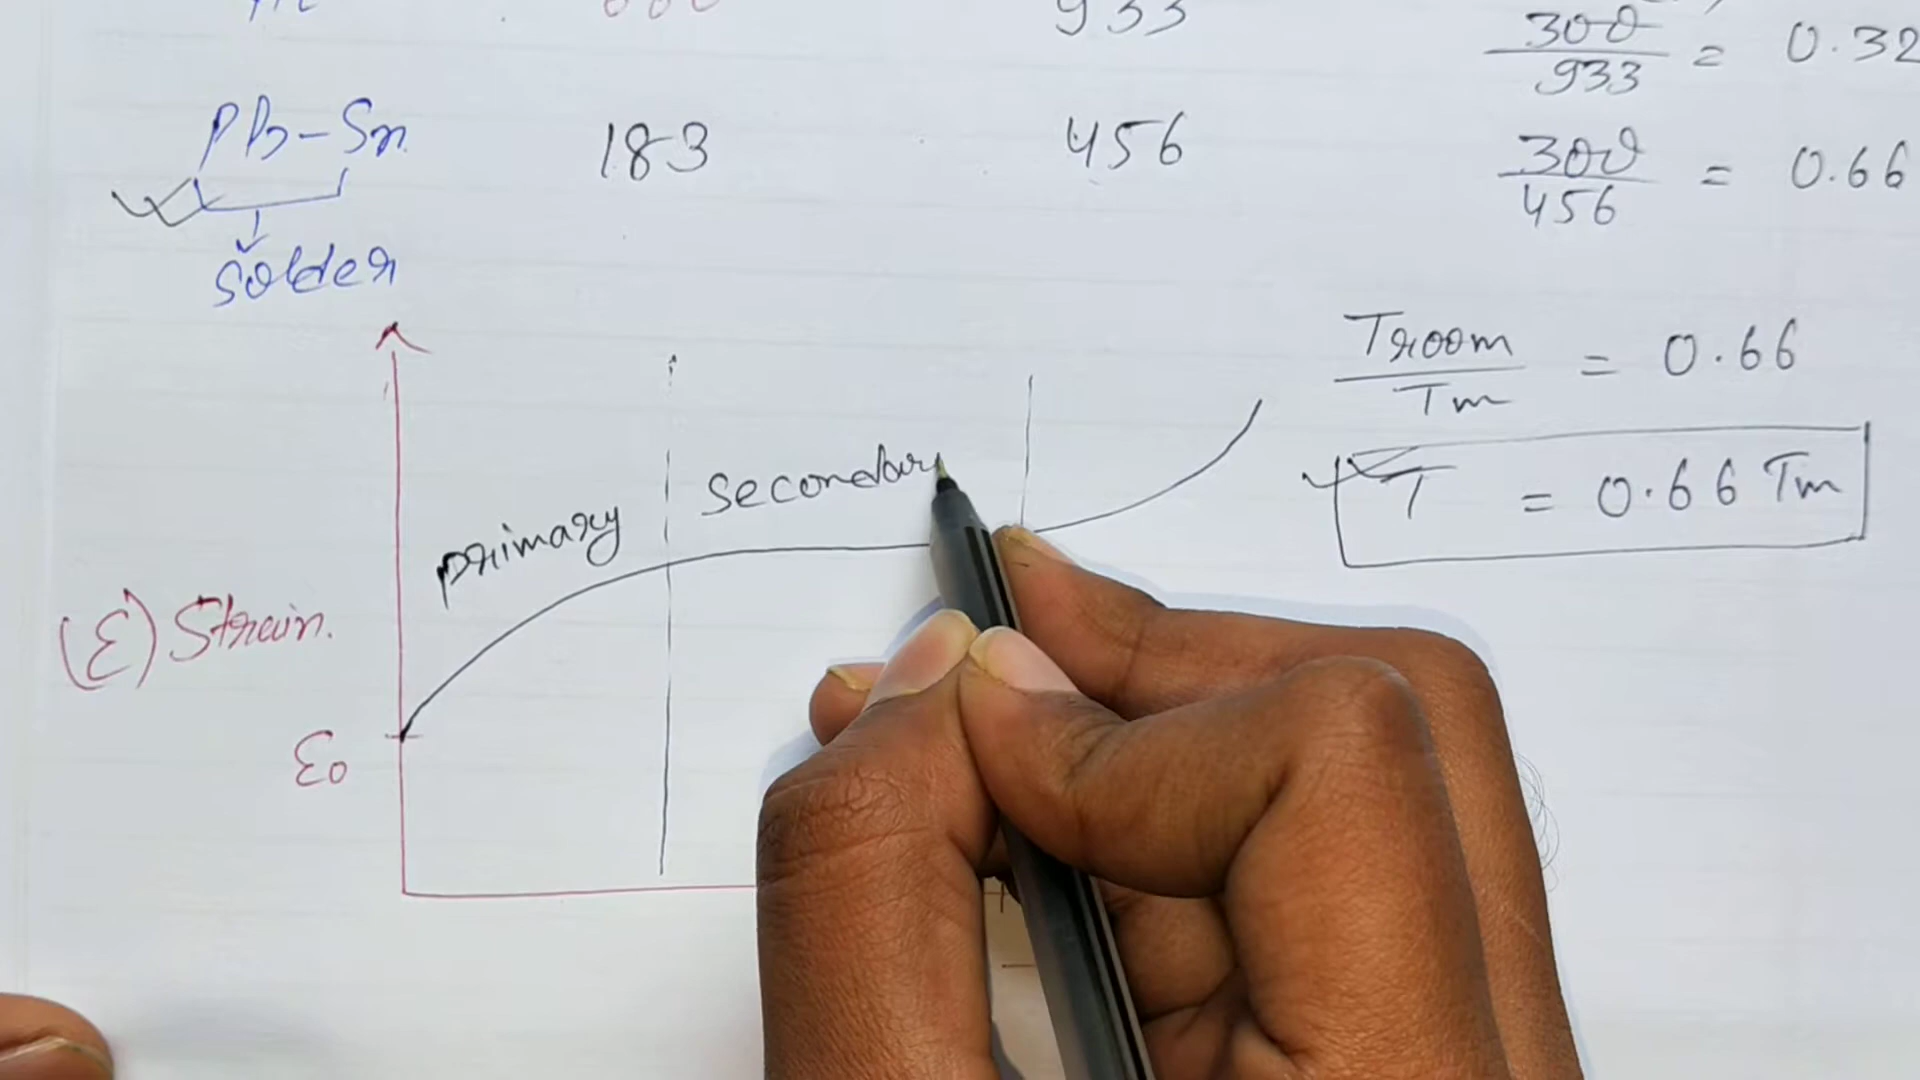 933
300/933 = 0.32
Pb-Sn 183 456
300/456 = 0.66
Solder
Troom/Tm = 0.66
T = 0.66 Tm
primary
Secondary
(ε) Strain.
ε0